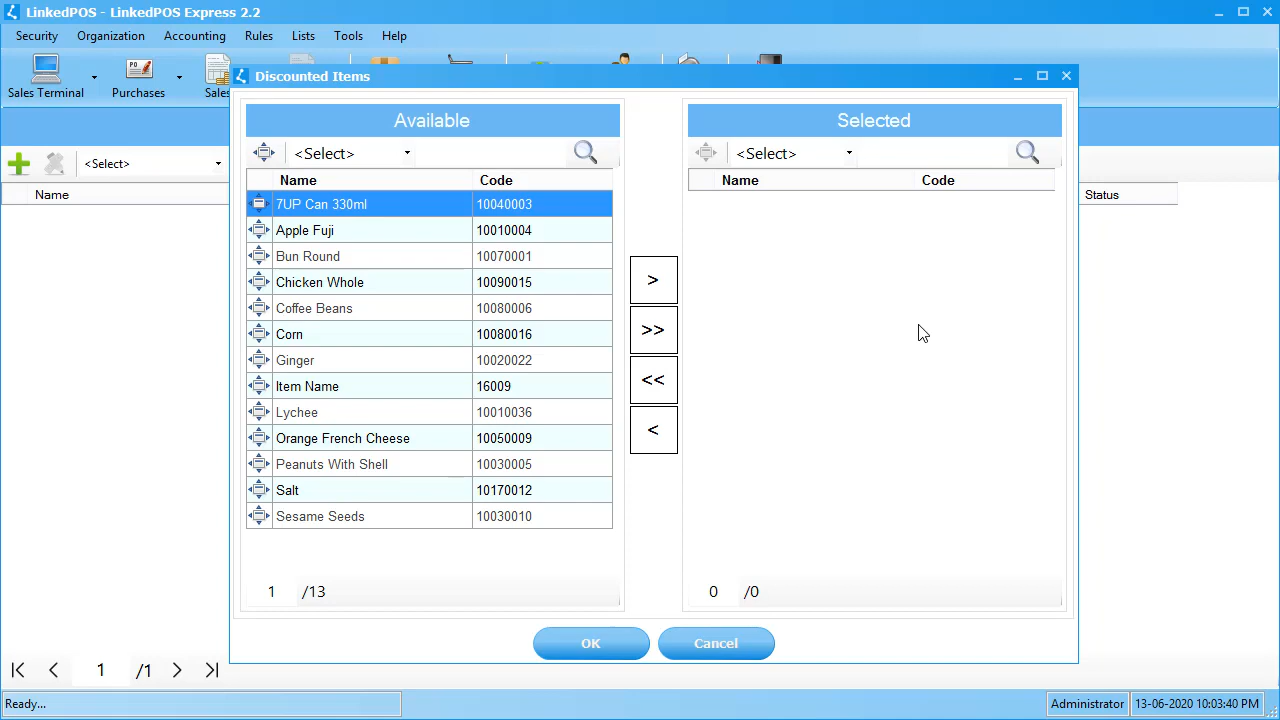 LinkedPOS - LinkedPOS Express 2.2
Security Organization Accounting Rules Lists Tools Help
Sales Terminal Purchases Sales
Discounted Items
Available
<Select>
Name Code
7UP Can 330ml 10040003
Apple Fuji 10010004
Bun Round 10070001
Chicken Whole 10090015
Coffee Beans 10080006
Corn 10080016
Ginger 10020022
Item Name 16009
Lychee 10010036
Orange French Cheese 10050009
Peanuts With Shell 10030005
Salt 10170012
Sesame Seeds 10030010
1 /13
>
>>
<<
<
Selected
<Select>
Name Code
0 /0
OK Cancel
<Select>
Name Status
1 /1
Ready... Administrator 13-06-2020 10:03:40 PM